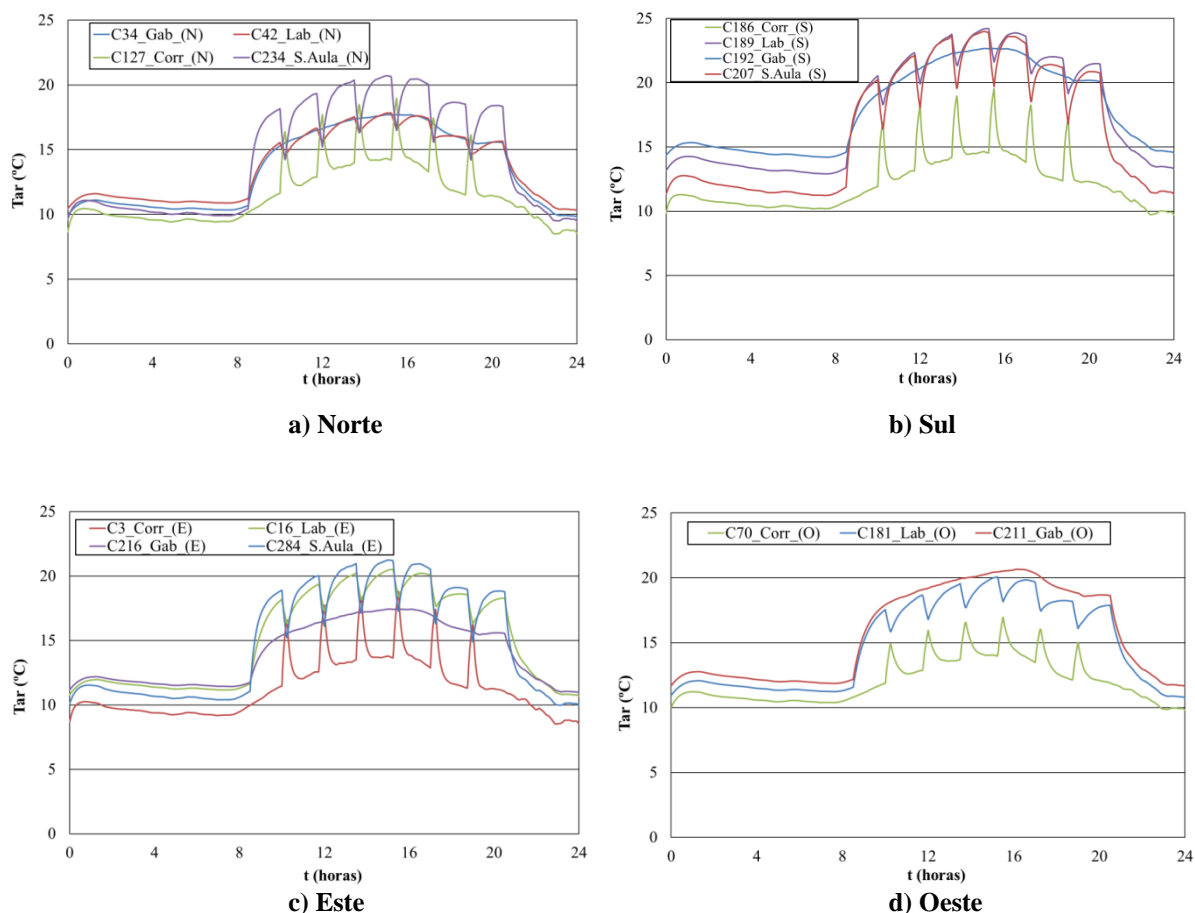 25
20
15
10
5
0
Tar (ºC)
C34_Gab_(N) C42_Lab_(N)
C127_Corr_(N) C234_S.Aula_(N)
0 4 8 12 16 20 24
t (horas)
a) Norte
25
20
15
10
5
0
Tar (ºC)
C186_Corr_(S)
C189_Lab_(S)
C192_Gab_(S)
C207_S.Aula_(S)
0 4 8 12 16 20 24
t (horas)
b) Sul
25
20
15
10
5
0
Tar (ºC)
C3_Corr_(E) C16_Lab_(E)
C216_Gab_(E) C284_S.Aula_(E)
0 4 8 12 16 20 24
t (horas)
c) Este
25
20
15
10
5
0
Tar (ºC)
C70_Corr_(O) C181_Lab_(O) C211_Gab_(O)
0 4 8 12 16 20 24
t (horas)
d) Oeste